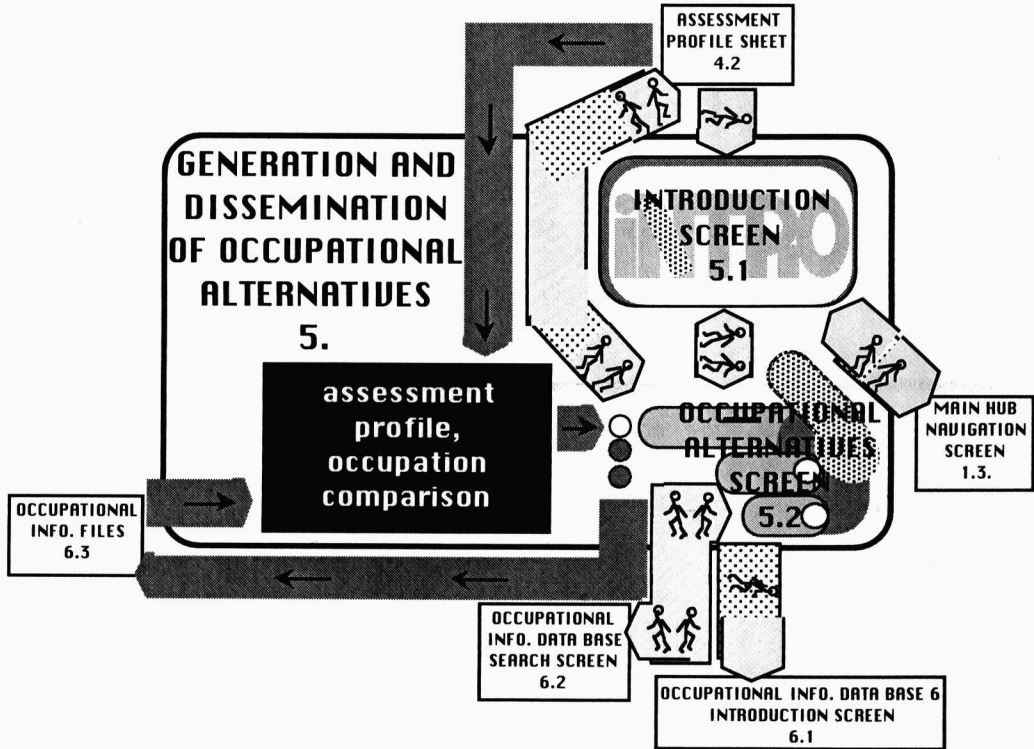 ASSESSMENT
PROFILE SHEET
4.2
GENERATION AND
DISSEMINATION
OF OCCUPATIONAL
ALTERNATIVES
5.
iNTRO
INTRODUCTION
SCREEN
5.1
assessment
profile,
occupation
comparison
OCCUPATIONAL
ALTERNATIVES
SCREEN
5.2
MAIN HUB
NAVIGATION
SCREEN
1.3.
OCCUPATIONAL
INFO. FILES
6.3
OCCUPATIONAL
INFO. DATA BASE
SEARCH SCREEN
6.2
OCCUPATIONAL INFO. DATA BASE 6
INTRODUCTION SCREEN
6.1